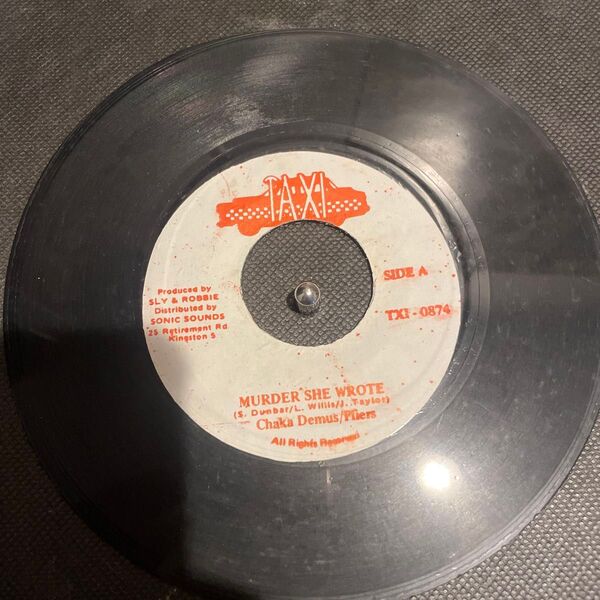 TAXI
SIDE A
TXI - 0874
Produced by
SLY & ROBBIE
Distributed by
SONIC SOUNDS
25 Retirement Rd
Kingston 5
MURDER SHE WROTE
(S. Dunbar/L. Willis/J. Taylor)
Chaka Demus/Pliers
All Rights Reserved